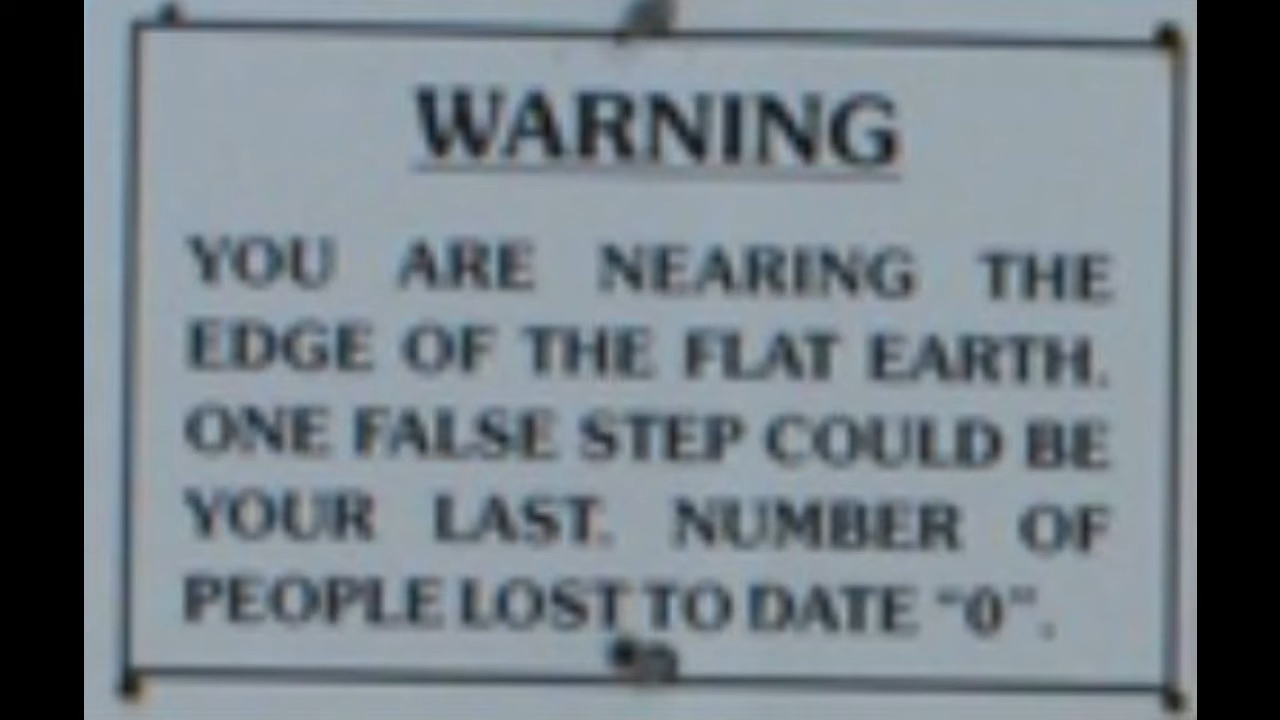 WARNING
YOU ARE NEARING THE
EDGE OF THE FLAT EARTH.
ONE FALSE STEP COULD BE
YOUR LAST. NUMBER OF
PEOPLE LOST TO DATE "0".